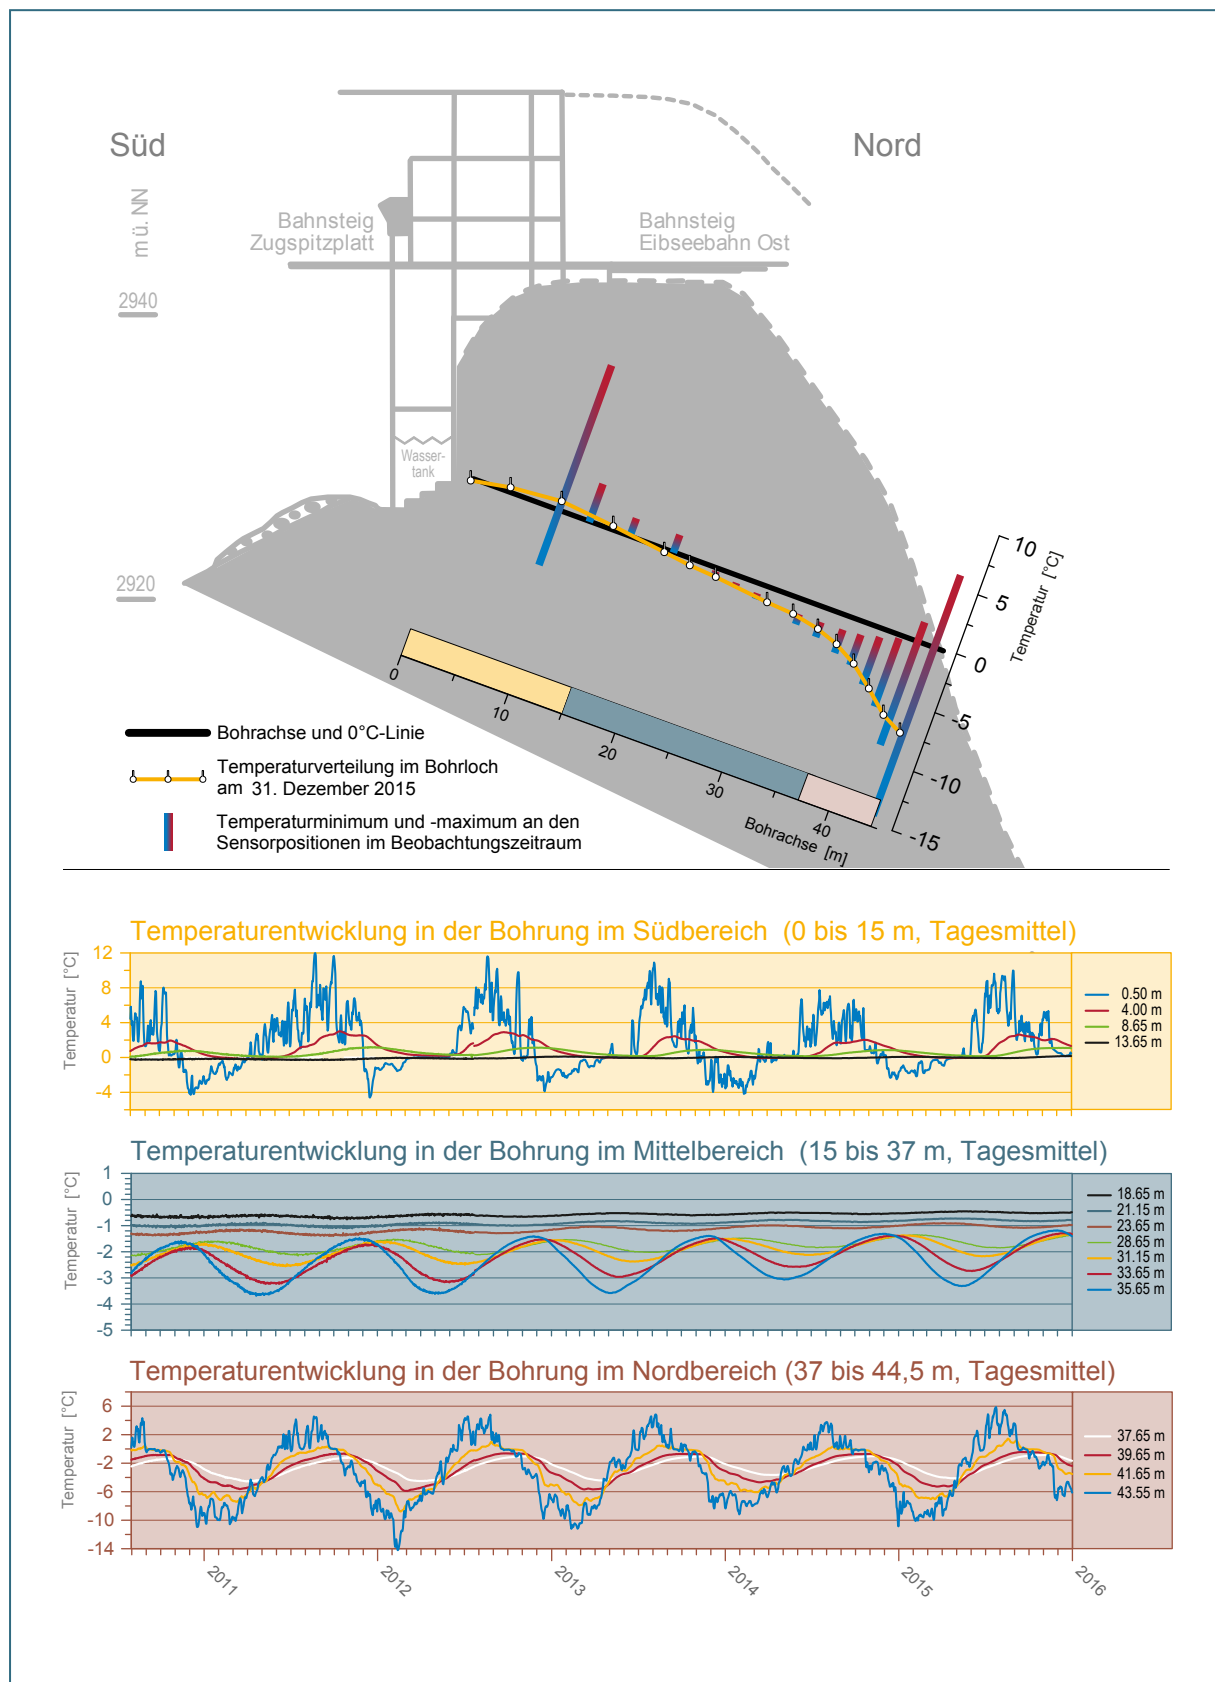 Süd
Nord
m ü. NN
Bahnsteig
Zugspitzplatt
Bahnsteig
Eibseebahn Ost
2940
Wasser-
tank
2920
10
5
0
-5
-10
-15
Temperatur [°C]
0
10
20
30
40
Bohrachse [m]
Bohrachse und 0°C-Linie
Temperaturverteilung im Bohrloch
am 31. Dezember 2015
Temperaturminimum und -maximum an den
Sensorpositionen im Beobachtungszeitraum
Temperaturentwicklung in der Bohrung im Südbereich (0 bis 15 m, Tagesmittel)
Temperatur [°C]
12
8
4
0
-4
0.50 m
4.00 m
8.65 m
13.65 m
Temperaturentwicklung in der Bohrung im Mittelbereich (15 bis 37 m, Tagesmittel)
Temperatur [°C]
1
0
-1
-2
-3
-4
-5
18.65 m
21.15 m
23.65 m
28.65 m
31.15 m
33.65 m
35.65 m
Temperaturentwicklung in der Bohrung im Nordbereich (37 bis 44,5 m, Tagesmittel)
Temperatur [°C]
6
2
-2
-6
-10
-14
37.65 m
39.65 m
41.65 m
43.55 m
2011
2012
2013
2014
2015
2016